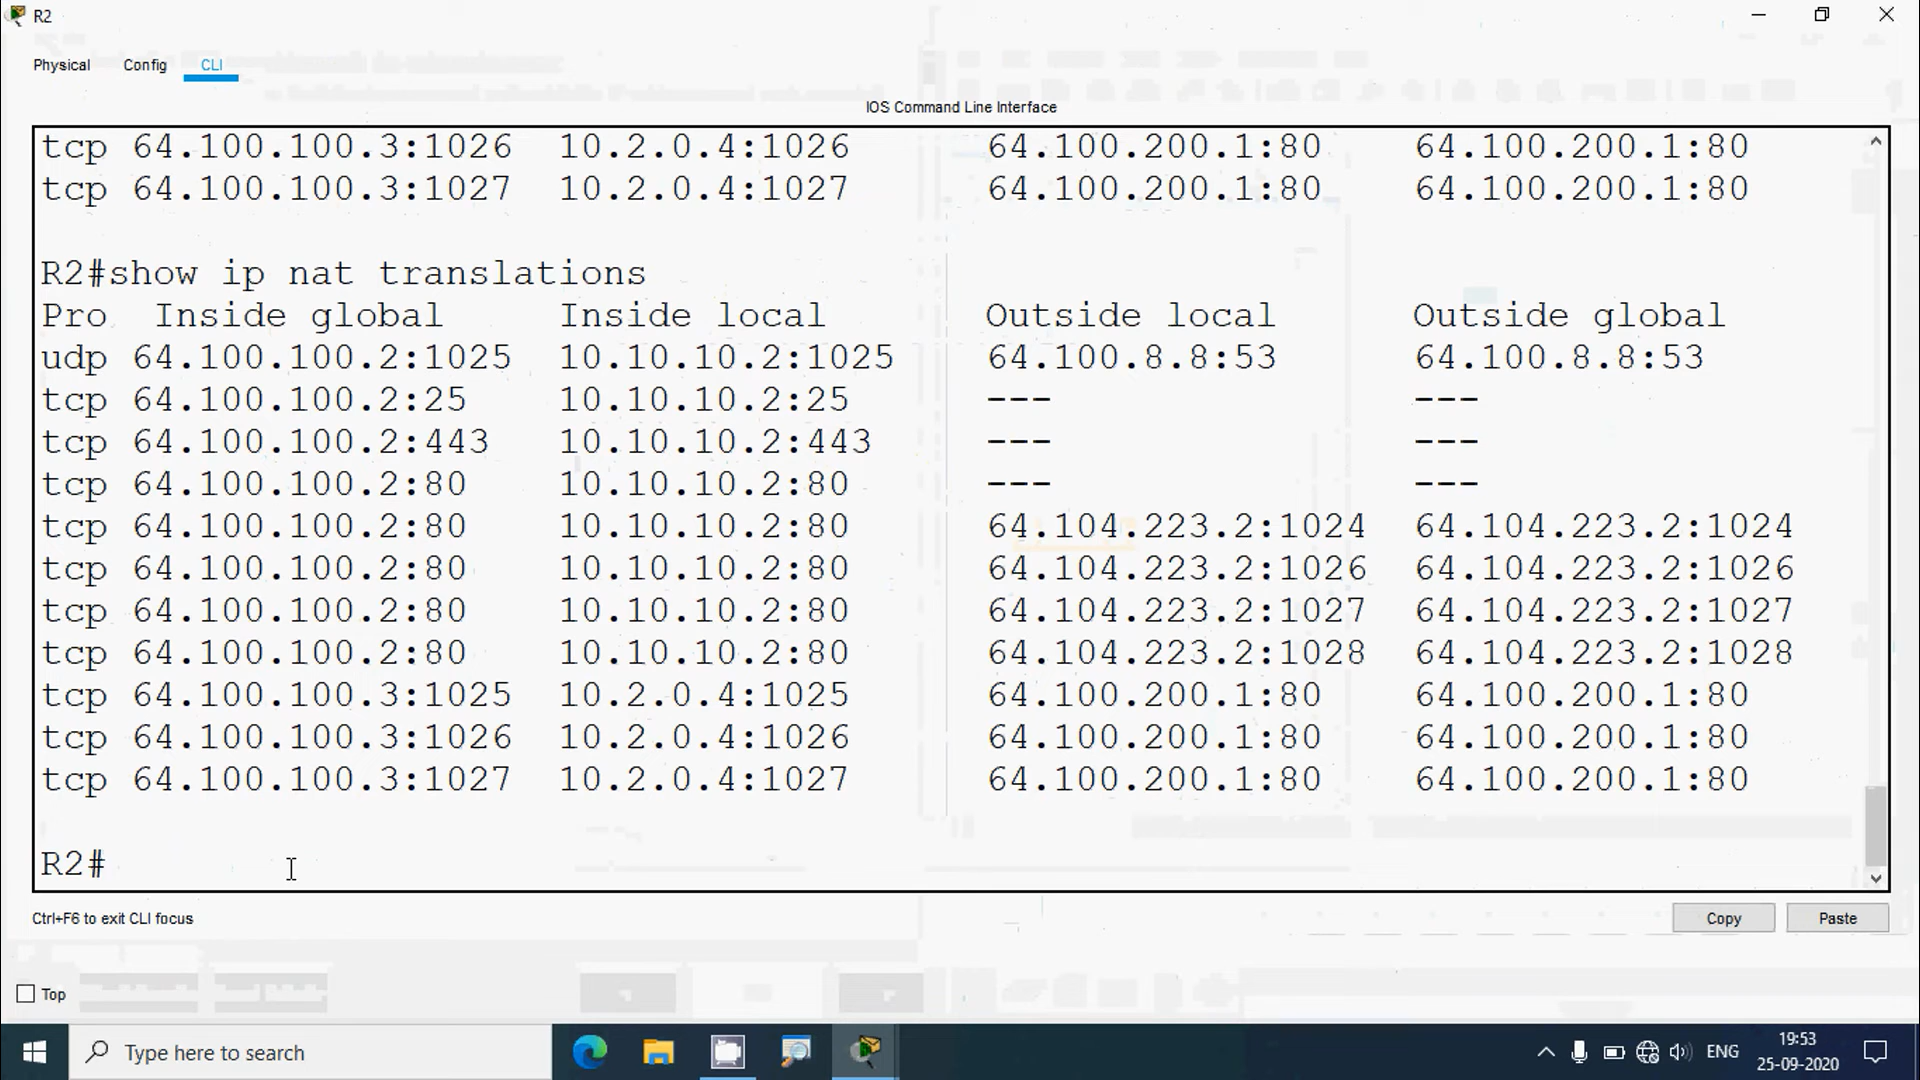 R2
Physical Config CLI
IOS Command Line Interface
tcp 64.100.100.3:1026 10.2.0.4:1026 64.100.200.1:80 64.100.200.1:80
tcp 64.100.100.3:1027 10.2.0.4:1027 64.100.200.1:80 64.100.200.1:80
R2#show ip nat translations
Pro Inside global Inside local Outside local Outside global
udp 64.100.100.2:1025 10.10.10.2:1025 64.100.8.8:53 64.100.8.8:53
tcp 64.100.100.2:25 10.10.10.2:25 --- ---
tcp 64.100.100.2:443 10.10.10.2:443 --- ---
tcp 64.100.100.2:80 10.10.10.2:80 --- ---
tcp 64.100.100.2:80 10.10.10.2:80 64.104.223.2:1024 64.104.223.2:1024
tcp 64.100.100.2:80 10.10.10.2:80 64.104.223.2:1026 64.104.223.2:1026
tcp 64.100.100.2:80 10.10.10.2:80 64.104.223.2:1027 64.104.223.2:1027
tcp 64.100.100.2:80 10.10.10.2:80 64.104.223.2:1028 64.104.223.2:1028
tcp 64.100.100.3:1025 10.2.0.4:1025 64.100.200.1:80 64.100.200.1:80
tcp 64.100.100.3:1026 10.2.0.4:1026 64.100.200.1:80 64.100.200.1:80
tcp 64.100.100.3:1027 10.2.0.4:1027 64.100.200.1:80 64.100.200.1:80
R2#
Ctrl+F6 to exit CLI focus Copy Paste
Top
Type here to search ENG 19:53
25-09-2020